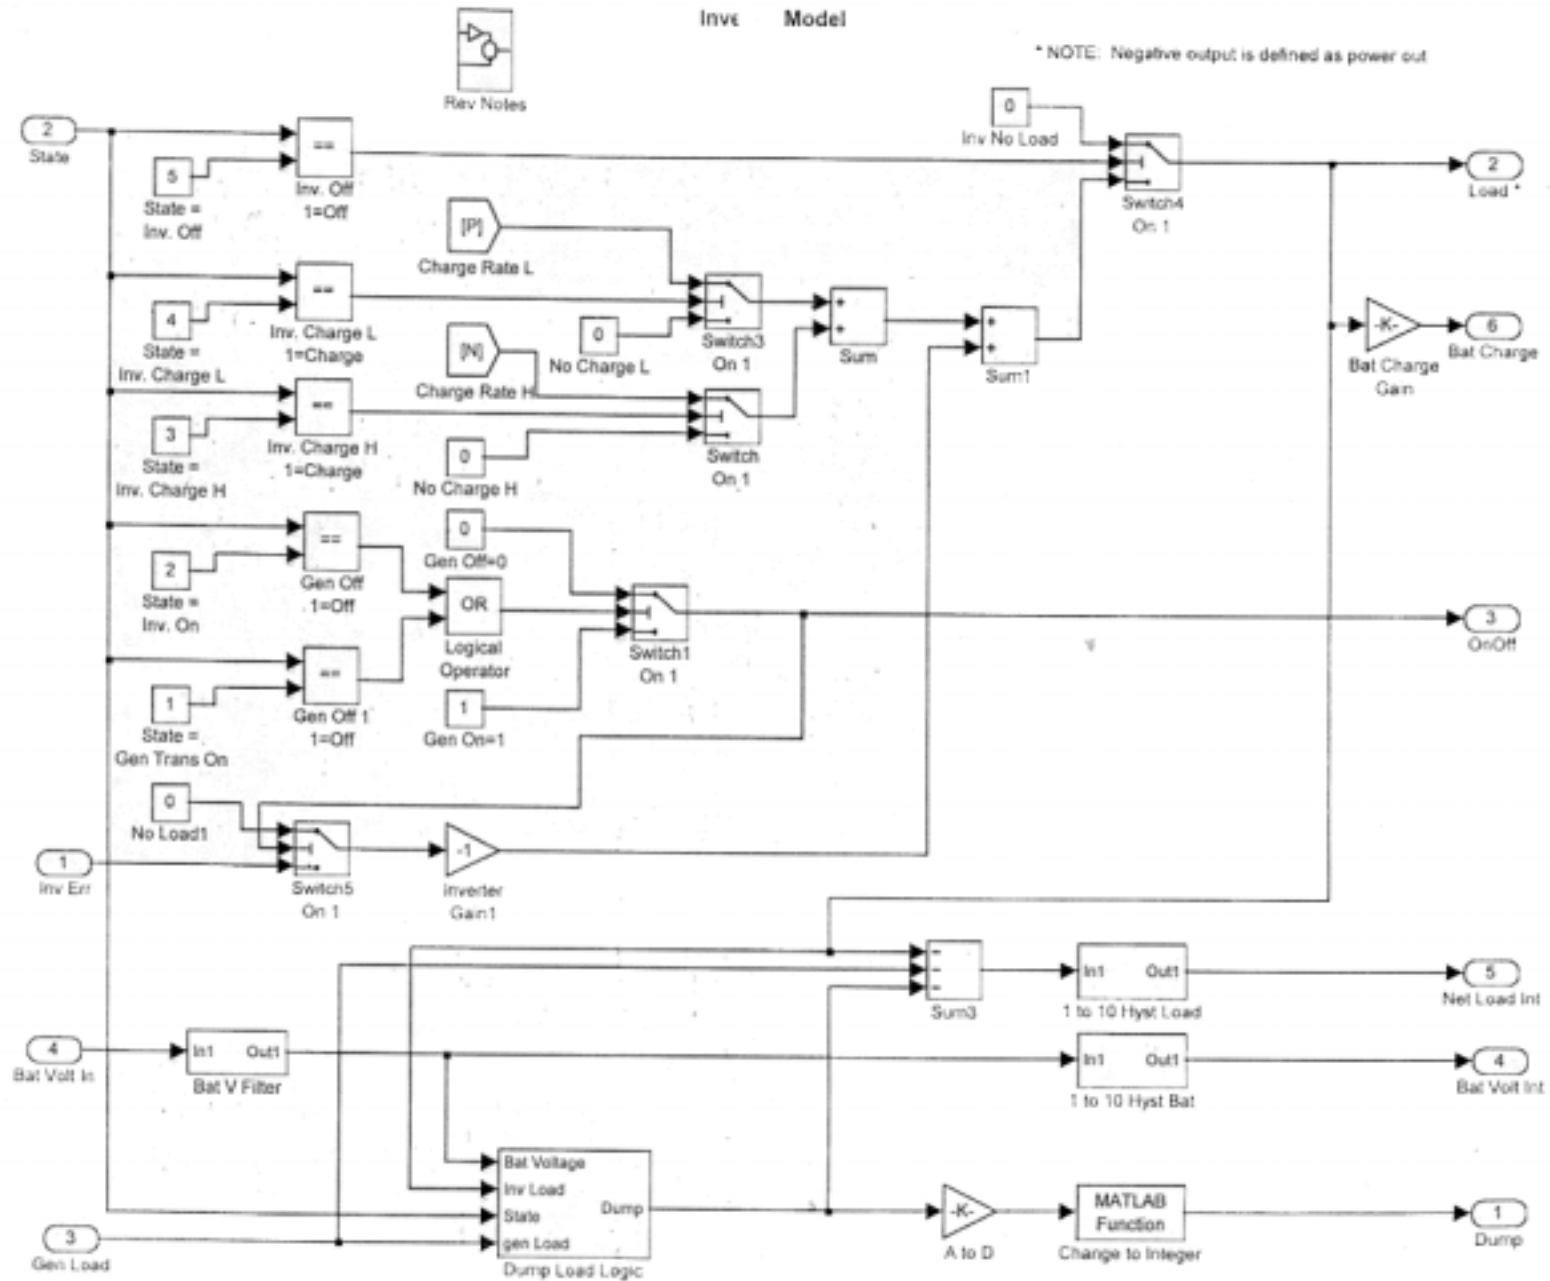 Inve Model
* NOTE: Negative output is defined as power out
Rev Notes
0
Inv No Load
2
State
==
Inv. Off
1=Off
5
State =
Inv. Off
Switch4
On 1
2
Load *
[P]
Charge Rate L
==
Inv. Charge L
1=Charge
4
State =
Inv. Charge L
0
No Charge L
Switch3
On 1
+
+
Sum
+
+
Sum1
-K-
Bat Charge
Gain
6
Bat Charge
[N]
Charge Rate H
==
Inv. Charge H
1=Charge
3
State =
Inv. Charge H
0
No Charge H
Switch
On 1
==
Gen Off
1=Off
2
State =
Inv. On
0
Gen Off=0
OR
Logical
Operator
Switch1
On 1
3
OnOff
==
Gen Off 1
1=Off
1
State =
Gen Trans On
1
Gen On=1
0
No Load1
1
Inv Err
Switch5
On 1
-1
inverter
Gain1
-
-
-
Sum3
In1 Out1
1 to 10 Hyst Load
5
Net Load Int
4
Bat Volt In
In1 Out1
Bat V Filter
In1 Out1
1 to 10 Hyst Bat
4
Bat Volt Int
Bat Voltage
Inv Load
State
gen Load
Dump
Dump Load Logic
3
Gen Load
-K-
A to D
MATLAB
Function
Change to Integer
1
Dump